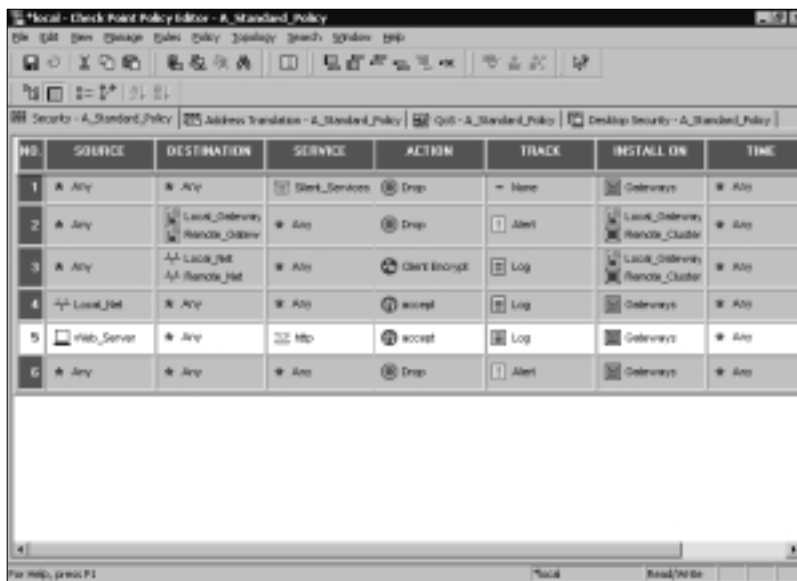 *local - Check Point Policy Editor - A_Standard_Policy
File Edit View Manage Rules Policy Topology Search Window Help
Security - A_Standard_Policy Address Translation - A_Standard_Policy QoS - A_Standard_Policy Desktop Security - A_Standard_Policy
NO. SOURCE DESTINATION SERVICE ACTION TRACK INSTALL ON TIME
1 Any Any Silent_Services Drop None Gateways Any
2 Any Local_Gateway Any Drop Alert Local_Gateway Any
Remote_Gatew Remote_Cluster
3 Any Local_Net Any Client Encrypt Log Local_Gateway Any
Remote_Net Remote_Cluster
4 Local_Net Any Any accept Log Gateways Any
5 Web_Server Any http accept Log Gateways Any
6 Any Any Any Drop Alert Gateways Any
For Help, press F1 *local Read/Write